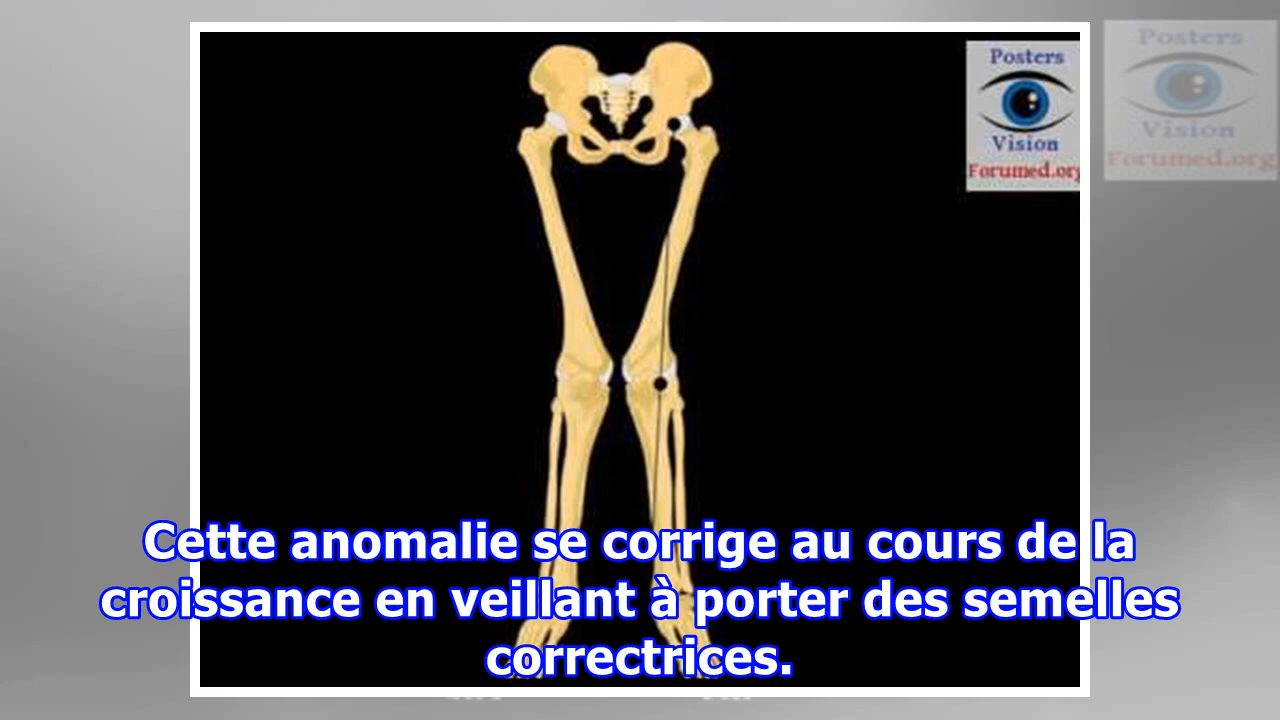 Posters
Vision
Forumed.org
Posters
Vision
Forumed.org
Cette anomalie se corrige au cours de la
croissance en veillant à porter des semelles
correctrices.